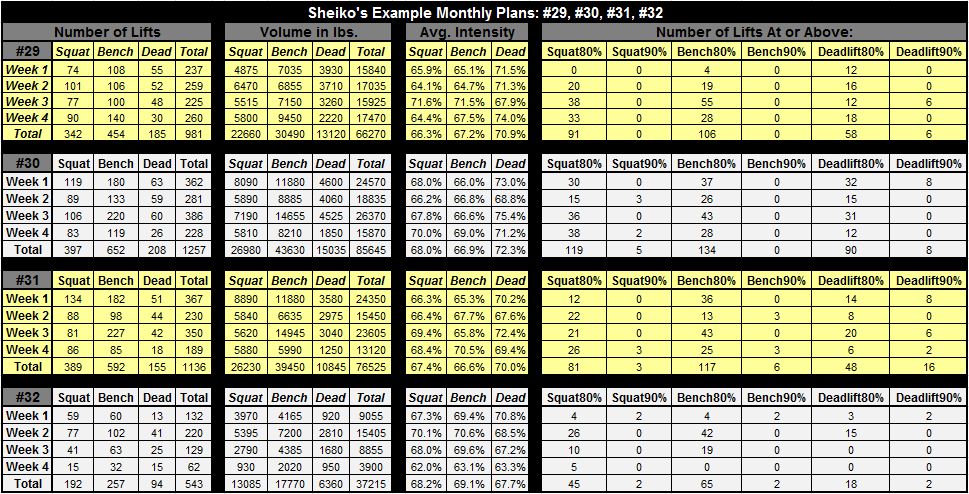 Sheiko's Example Monthly Plans: #29, #30, #31, #32
Number of Lifts Volume in lbs. Avg. Intensity Number of Lifts At or Above:
#29 Squat Bench Dead Total Squat Bench Dead Total Squat Bench Dead Squat80% Squat90% Bench80% Bench90% Deadlift80% Deadlift90%
Week 1 74 108 55 237 4875 7035 3930 15840 65.9% 65.1% 71.5% 0 0 4 0 12 0
Week 2 101 106 52 259 6470 6855 3710 17035 64.1% 64.7% 71.3% 20 0 19 0 16 0
Week 3 77 100 48 225 5515 7150 3260 15925 71.6% 71.5% 67.9% 38 0 55 0 12 6
Week 4 90 140 30 260 5800 9450 2220 17470 64.4% 67.5% 74.0% 33 0 28 0 18 0
Total 342 454 185 981 22660 30490 13120 66270 66.3% 67.2% 70.9% 91 0 106 0 58 6
#30 Squat Bench Dead Total Squat Bench Dead Total Squat Bench Dead Squat80% Squat90% Bench80% Bench90% Deadlift80% Deadlift90%
Week 1 119 180 63 362 8090 11880 4600 24570 68.0% 66.0% 73.0% 30 0 37 0 32 8
Week 2 89 133 59 281 5890 8885 4060 18835 66.2% 66.8% 68.8% 15 3 26 0 15 0
Week 3 106 220 60 386 7190 14655 4525 26370 67.8% 66.6% 75.4% 36 0 43 0 31 0
Week 4 83 119 26 228 5810 8210 1850 15870 70.0% 69.0% 71.2% 38 2 28 0 12 0
Total 397 652 208 1257 26980 43630 15035 85645 68.0% 66.9% 72.3% 119 5 134 0 90 8
#31 Squat Bench Dead Total Squat Bench Dead Total Squat Bench Dead Squat80% Squat90% Bench80% Bench90% Deadlift80% Deadlift90%
Week 1 134 182 51 367 8890 11880 3580 24350 66.3% 65.3% 70.2% 12 0 36 0 14 8
Week 2 88 98 44 230 5840 6635 2975 15450 66.4% 67.7% 67.6% 22 0 13 3 8 0
Week 3 81 227 42 350 5620 14945 3040 23605 69.4% 65.8% 72.4% 21 0 43 0 20 6
Week 4 86 85 18 189 5880 5990 1250 13120 68.4% 70.5% 69.4% 26 3 25 3 6 2
Total 389 592 155 1136 26230 39450 10845 76525 67.4% 66.6% 70.0% 81 3 117 6 48 16
#32 Squat Bench Dead Total Squat Bench Dead Total Squat Bench Dead Squat80% Squat90% Bench80% Bench90% Deadlift80% Deadlift90%
Week 1 59 60 13 132 3970 4165 920 9055 67.3% 69.4% 70.8% 4 2 4 2 3 2
Week 2 77 102 41 220 5395 7200 2810 15405 70.1% 70.6% 68.5% 26 0 42 0 15 0
Week 3 41 63 25 129 2790 4385 1680 8855 68.0% 69.6% 67.2% 10 0 19 0 0 0
Week 4 15 32 15 62 930 2020 950 3900 62.0% 63.1% 63.3% 5 0 0 0 0 0
Total 192 257 94 543 13085 17770 6360 37215 68.2% 69.1% 67.7% 45 2 65 2 18 2